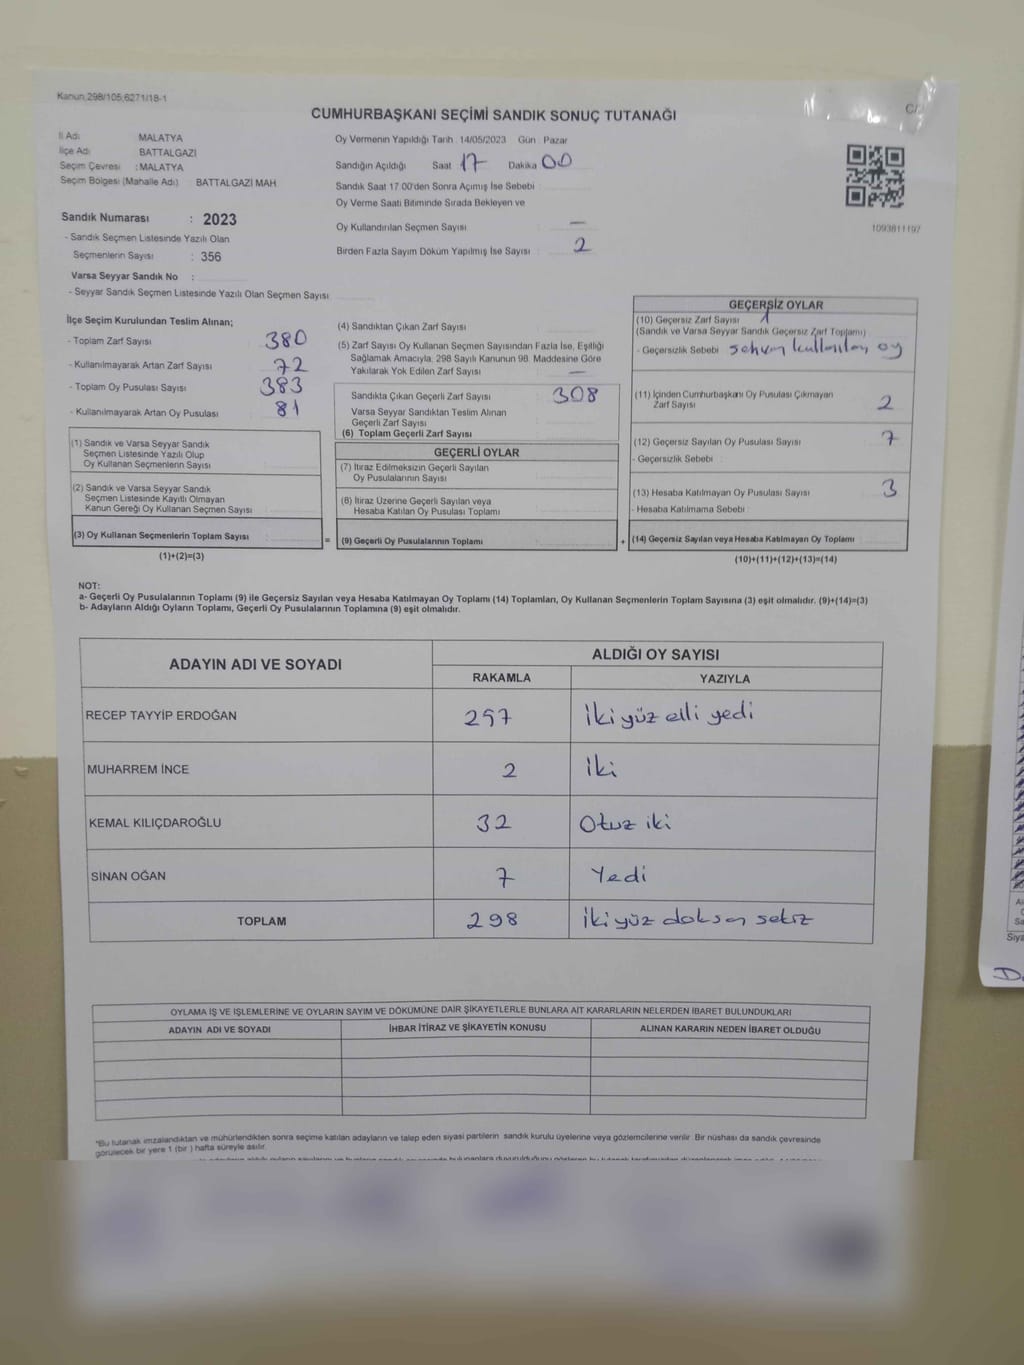 Kanun 298/105,6271/18-1
CUMHURBAŞKANI SEÇİMİ SANDIK SONUÇ TUTANAĞI
İl Adı MALATYA
İlçe Adı BATTALGAZİ
Seçim Çevresi : MALATYA
Seçim Bölgesi (Mahalle Adı) BATTALGAZİ MAH.
Sandık Numarası : 2023
- Sandık Seçmen Listesinde Yazılı Olan
Seçmenlerin Sayısı : 356
Varsa Seyyar Sandık No :
- Seyyar Sandık Seçmen Listesinde Yazılı Olan Seçmen Sayısı
Oy Vermenin Yapıldığı Tarih : 14/05/2023 Gün : Pazar
Sandığın Açıldığı Saat 17 Dakika 00
Sandık Saat 17.00'den Sonra Açımış İse Sebebi
Oy Verme Saati Bitiminde Sırada Bekleyen ve
Oy Kullandırılan Seçmen Sayısı : —
Birden Fazla Sayım Döküm Yapılmış İse Sayısı : 2
1093811197
İlçe Seçim Kurulundan Teslim Alınan;
- Toplam Zarf Sayısı 380
- Kullanılmayarak Artan Zarf Sayısı 72
- Toplam Oy Pusulası Sayısı 383
- Kullanılmayarak Artan Oy Pusulası 81
(1) Sandık ve Varsa Seyyar Sandık
Seçmen Listesinde Yazılı Olup
Oy Kullanan Seçmenlerin Sayısı
(2) Sandık ve Varsa Seyyar Sandık
Seçmen Listesinde Kayıtlı Olmayan
Kanun Gereği Oy Kullanan Seçmen Sayısı
(3) Oy Kullanan Seçmenlerin Toplam Sayısı
(1)+(2)=(3)
(4) Sandıktan Çıkan Zarf Sayısı
(5) Zarf Sayısı Oy Kullanan Seçmen Sayısından Fazla İse, Eşitliği
Sağlamak Amacıyla, 298 Sayılı Kanunun 98. Maddesine Göre
Yakılarak Yok Edilen Zarf Sayısı —
Sandıkta Çıkan Geçerli Zarf Sayısı 308
Varsa Seyyar Sandıktan Teslim Alınan
Geçerli Zarf Sayısı
(6) Toplam Geçerli Zarf Sayısı
GEÇERLİ OYLAR
(7) İtiraz Edilmeksizin Geçerli Sayılan
Oy Pusulalarının Sayısı
(8) İtiraz Üzerine Geçerli Sayılan veya
Hesaba Katılan Oy Pusulası Toplamı
= (9) Geçerli Oy Pusulalarının Toplamı
GEÇERSİZ OYLAR
(10) Geçersiz Zarf Sayısı 1
(Sandık ve Varsa Seyyar Sandık Geçersiz Zarf Toplamı)
- Geçersizlik Sebebi sehven kullanılan oy
(11) İçinden Cumhurbaşkanı Oy Pusulası Çıkmayan
Zarf Sayısı 2
(12) Geçersiz Sayılan Oy Pusulası Sayısı 7
- Geçersizlik Sebebi
(13) Hesaba Katılmayan Oy Pusulası Sayısı 3
- Hesaba Katılmama Sebebi
+ (14) Geçersiz Sayılan veya Hesaba Katılmayan Oy Toplamı
(10)+(11)+(12)+(13)=(14)
NOT:
a- Geçerli Oy Pusulalarının Toplamı (9) ile Geçersiz Sayılan veya Hesaba Katılmayan Oy Toplamı (14) Toplamları, Oy Kullanan Seçmenlerin Toplam Sayısına (3) eşit olmalıdır. (9)+(14)=(3)
b- Adayların Aldığı Oyların Toplamı, Geçerli Oy Pusulalarının Toplamına (9) eşit olmalıdır.
ADAYIN ADI VE SOYADI ALDIĞI OY SAYISI
RAKAMLA YAZIYLA
RECEP TAYYİP ERDOĞAN 257 İki yüz elli yedi
MUHARREM İNCE 2 İki
KEMAL KILIÇDAROĞLU 32 Otuz iki
SİNAN OĞAN 7 Yedi
TOPLAM 298 İki yüz doksan sekiz
OYLAMA İŞ VE İŞLEMLERİNE VE OYLARIN SAYIM VE DÖKÜMÜNE DAİR ŞİKAYETLERLE BUNLARA AİT KARARLARIN NELERDEN İBARET BULUNDUKLARI
ADAYIN ADI VE SOYADI İHBAR İTİRAZ VE ŞİKAYETİN KONUSU ALINAN KARARIN NEDEN İBARET OLDUĞU
*Bu tutanak imzalandıktan ve mühürlendikten sonra seçime katılan adayların ve talep eden siyasi partilerin sandık kurulu üyelerine veya gözlemcilerine verilir. Bir nüshası da sandık çevresinde
görülecek bir yere 1 (bir) hafta süreyle asılır.